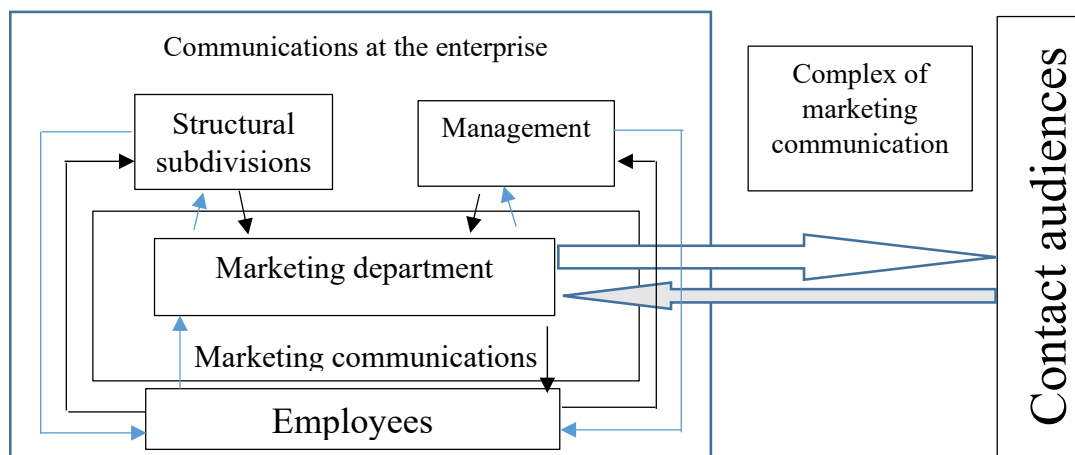 Communications at the enterprise
Structural
subdivisions
Management
Complex of
marketing
communication
Contact audiences
Marketing department
Marketing communications
Employees